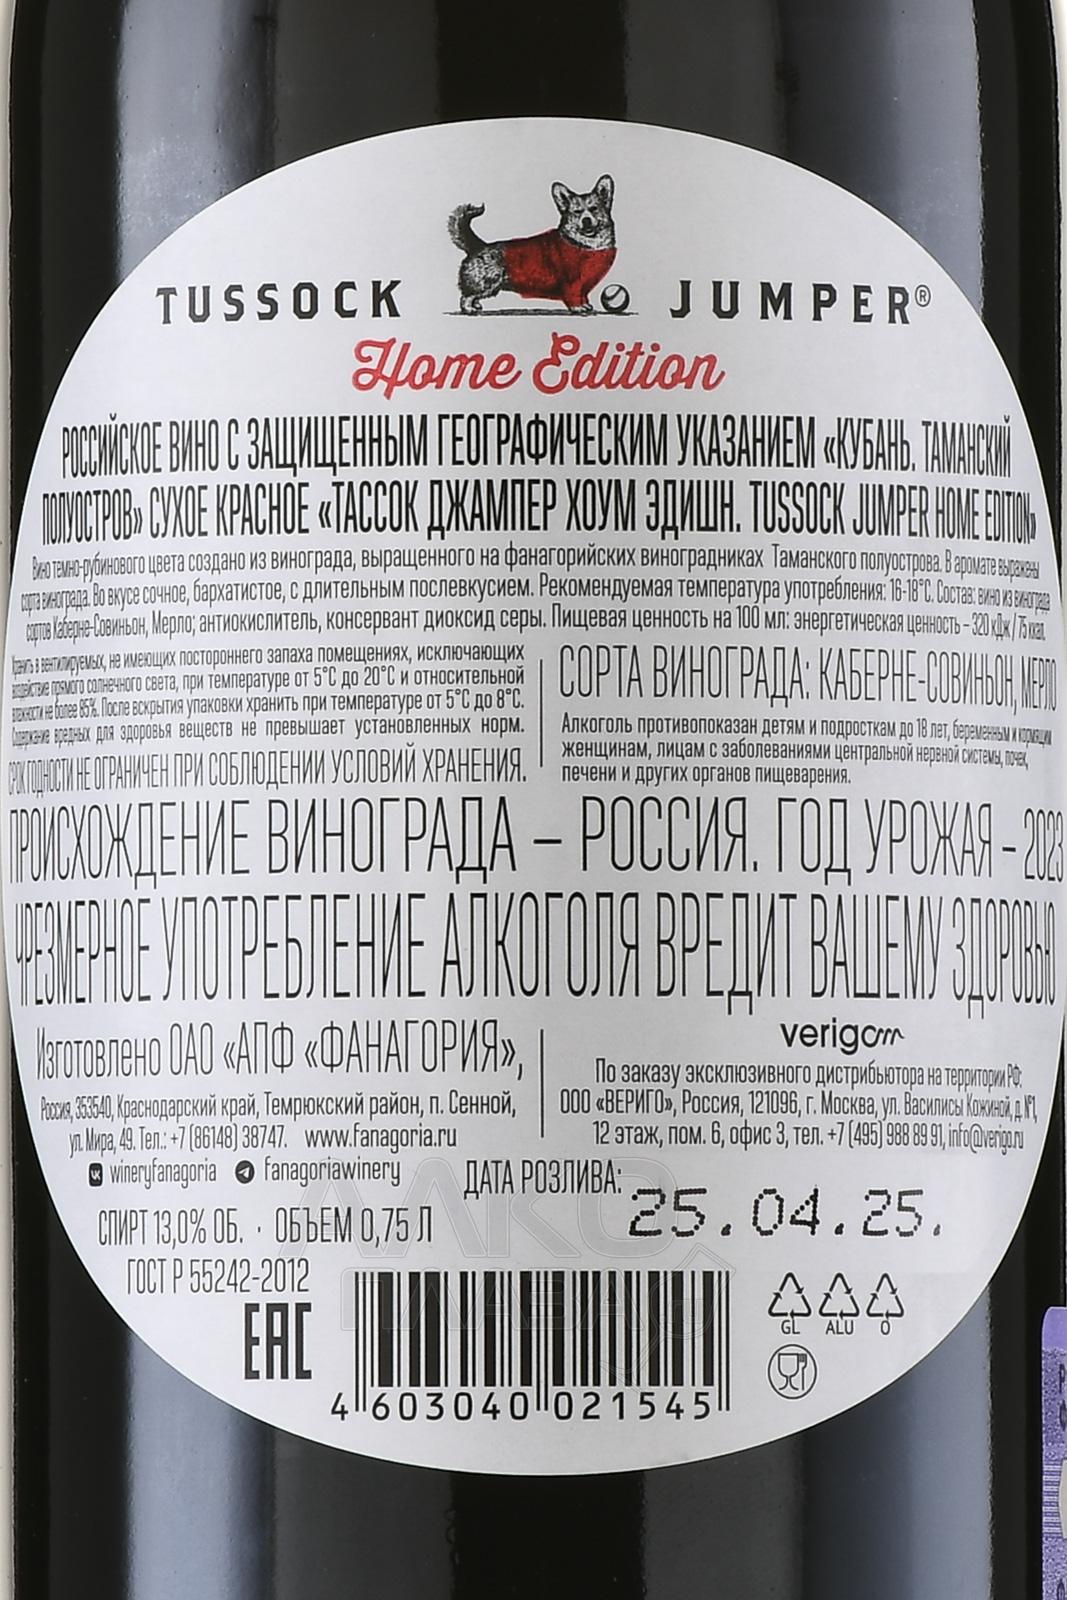 TUSSOCK JUMPER®
Home Edition
РОССИЙСКОЕ ВИНО С ЗАЩИЩЕННЫМ ГЕОГРАФИЧЕСКИМ УКАЗАНИЕМ «КУБАНЬ. ТАМАНСКИЙ
ПОЛУОСТРОВ» СУХОЕ КРАСНОЕ «ТАССОК ДЖАМПЕР ХОУМ ЭДИШН. TUSSOCK JUMPER HOME EDITION»
Вино темно-рубинового цвета создано из винограда, выращенного на фанагорийских виноградниках Таманского полуострова. В аромате выражены
сорта винограда. Во вкусе сочное, бархатистое, с длительным послевкусием. Рекомендуемая температура употребления: 16-18°С. Состав: вино из винограда
сортов Каберне-Совиньон, Мерло; антиокислитель, консервант диоксид серы. Пищевая ценность на 100 мл: энергетическая ценность – 320 кДж / 75 ккал.
Хранить в вентилируемых, не имеющих постороннего запаха помещениях, исключающих
воздействие прямого солнечного света, при температуре от 5°С до 20°С и относительной
влажности не более 85%. После вскрытия упаковки хранить при температуре от 5°С до 8°С.
Содержание вредных для здоровья веществ не превышает установленных норм.
СРОК ГОДНОСТИ НЕ ОГРАНИЧЕН ПРИ СОБЛЮДЕНИИ УСЛОВИЙ ХРАНЕНИЯ.
СОРТА ВИНОГРАДА: КАБЕРНЕ-СОВИНЬОН, МЕРЛО
Алкоголь противопоказан детям и подросткам до 18 лет, беременным и кормящим
женщинам, лицам с заболеваниями центральной нервной системы, почек,
печени и других органов пищеварения.
ПРОИСХОЖДЕНИЕ ВИНОГРАДА – РОССИЯ. ГОД УРОЖАЯ – 2023
ЧРЕЗМЕРНОЕ УПОТРЕБЛЕНИЕ АЛКОГОЛЯ ВРЕДИТ ВАШЕМУ ЗДОРОВЬЮ
Изготовлено ОАО «АПФ «ФАНАГОРИЯ»,
Россия, 353540, Краснодарский край, Темрюкский район, п. Сенной,
ул. Мира, 49. Тел.: +7 (86148) 38747. www.fanagoria.ru
wineryfanagoria fanagoriawinery
verigo
По заказу эксклюзивного дистрибьютора на территории РФ:
ООО «ВЕРИГО», Россия, 121096, г. Москва, ул. Василисы Кожиной, д. №1,
12 этаж, пом. 6, офис 3, тел. +7 (495) 988 89 91, info@verigo.ru
ДАТА РОЗЛИВА: 25.04.25.
СПИРТ 13,0% ОБ. · ОБЪЕМ 0,75 Л
ГОСТ Р 55242-2012
EAC
GL ALU 0
4 603040 021545